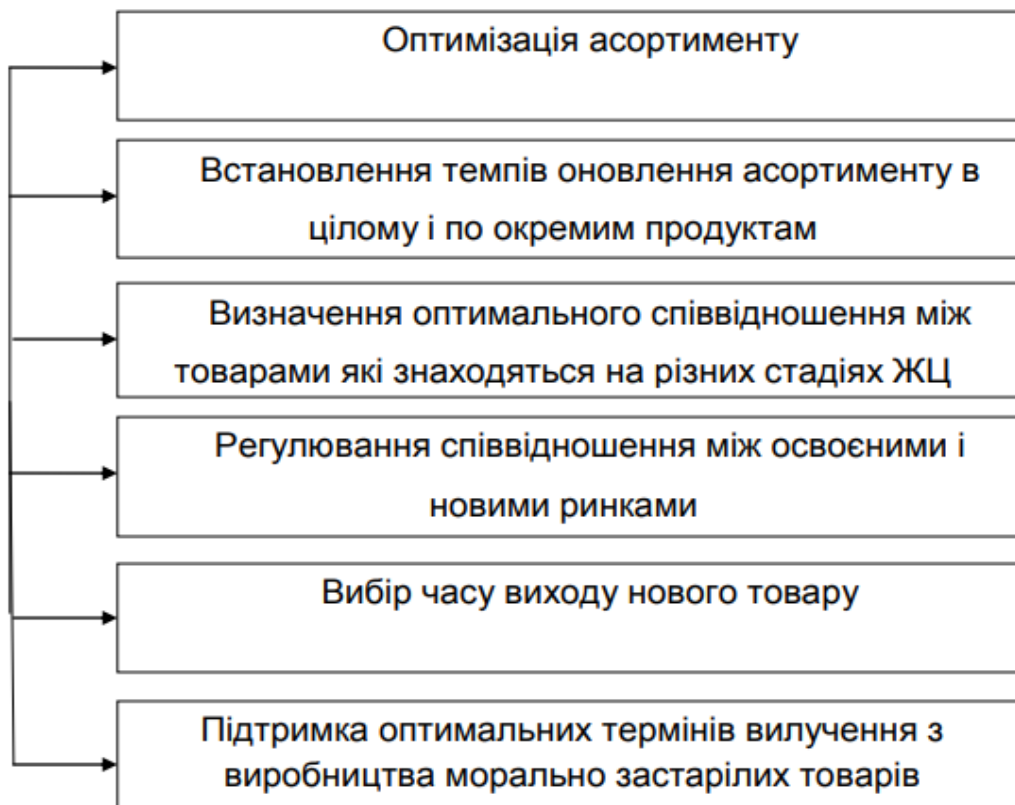 Оптимізація асортименту
Встановлення темпів оновлення асортименту в
цілому і по окремим продуктам
Визначення оптимального співвідношення між
товарами які знаходяться на різних стадіях ЖЦ
Регулювання співвідношення між освоєними і
новими ринками
Вибір часу виходу нового товару
Підтримка оптимальних термінів вилучення з
виробництва морально застарілих товарів